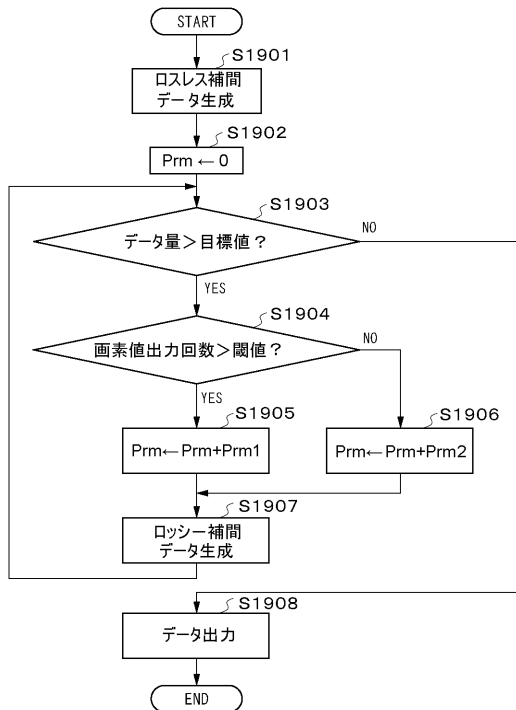 START
S1901
ロスレス補間
データ生成
S1902
Prm ← 0
S1903
データ量＞目標値？
NO
YES
S1904
画素値出力回数＞閾値？
NO
YES
S1905
Prm← Prm+Prm1
S1906
Prm← Prm+Prm2
S1907
ロッシー補間
データ生成
S1908
データ出力
END